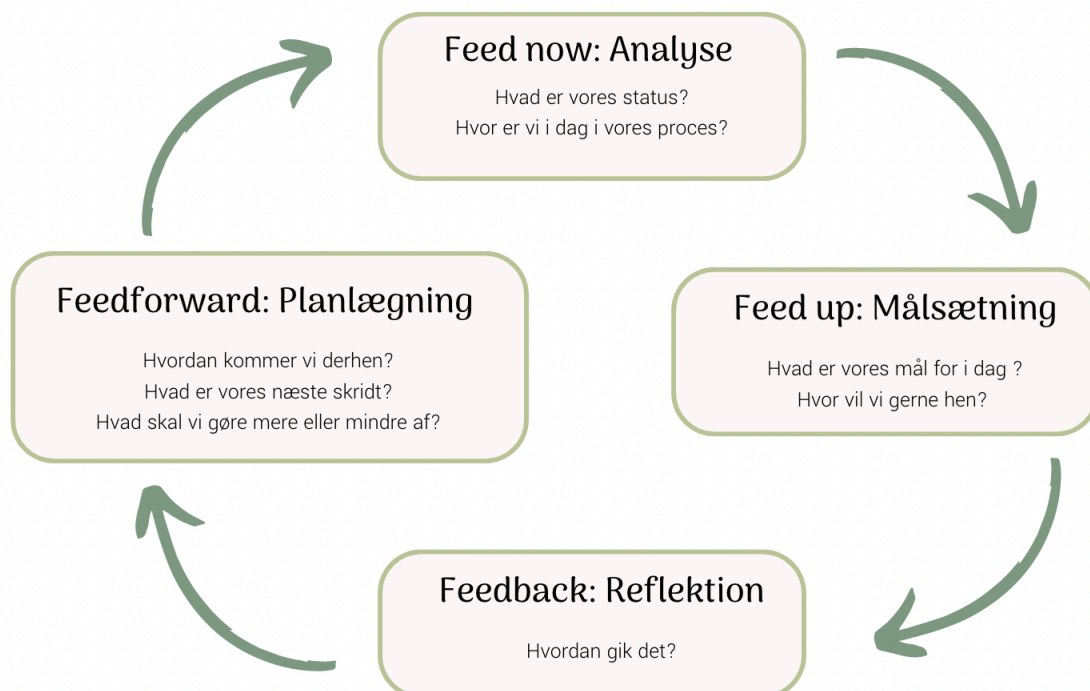 Feed now: Analyse
Hvad er vores status?
Hvor er vi i dag i vores proces?
Feed up: Målsætning
Hvad er vores mål for i dag ?
Hvor vil vi gerne hen?
Feedback: Reflektion
Hvordan gik det?
Feedforward: Planlægning
Hvordan kommer vi derhen?
Hvad er vores næste skridt?
Hvad skal vi gøre mere eller mindre af?